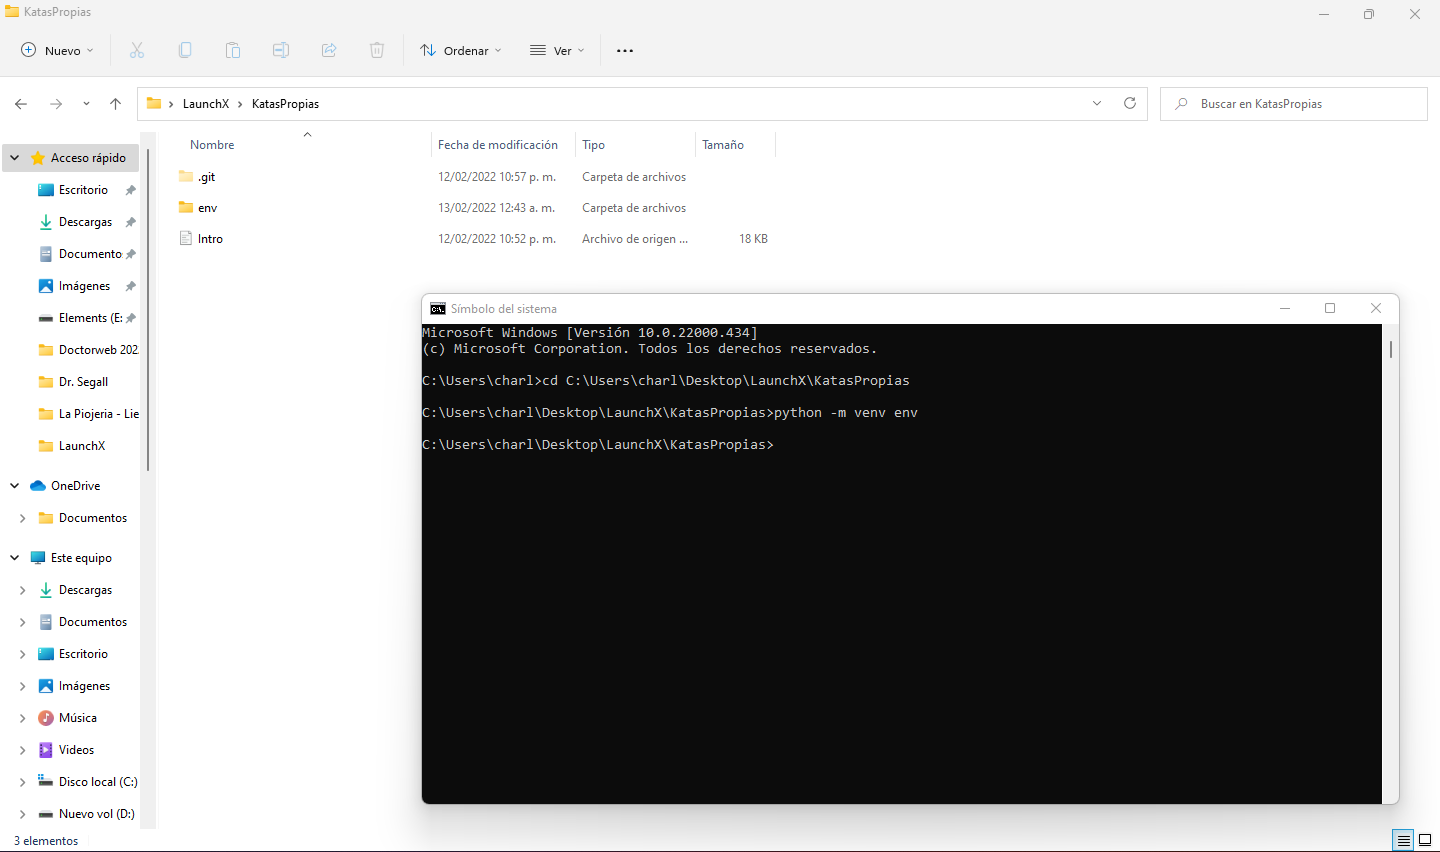 KatasPropias
Nuevo
Ordenar
Ver
LaunchX > KatasPropias
Buscar en KatasPropias
Nombre Fecha de modificación Tipo Tamaño
.git 12/02/2022 10:57 p. m. Carpeta de archivos
env 13/02/2022 12:43 a. m. Carpeta de archivos
Intro 12/02/2022 10:52 p. m. Archivo de origen ... 18 KB
Acceso rápido
Escritorio
Descargas
Documento
Imágenes
Elements (E:
Doctorweb 202
Dr. Segall
La Piojeria - Lie
LaunchX
OneDrive
Documentos
Este equipo
Descargas
Documentos
Escritorio
Imágenes
Música
Videos
Disco local (C:)
Nuevo vol (D:)
3 elementos
Símbolo del sistema
Microsoft Windows [Versión 10.0.22000.434]
(c) Microsoft Corporation. Todos los derechos reservados.
C:\Users\charl>cd C:\Users\charl\Desktop\LaunchX\KatasPropias
C:\Users\charl\Desktop\LaunchX\KatasPropias>python -m venv env
C:\Users\charl\Desktop\LaunchX\KatasPropias>